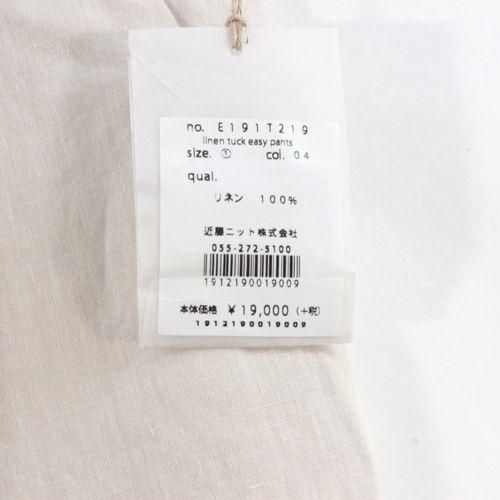 no. E191T219
linen tuck easy pants
size. ① col. 04
qual.
リネン 100%
近藤ニット株式会社
055-272-5100
1912190019009
本体価格 ¥19,000 (+税)
1912190019009